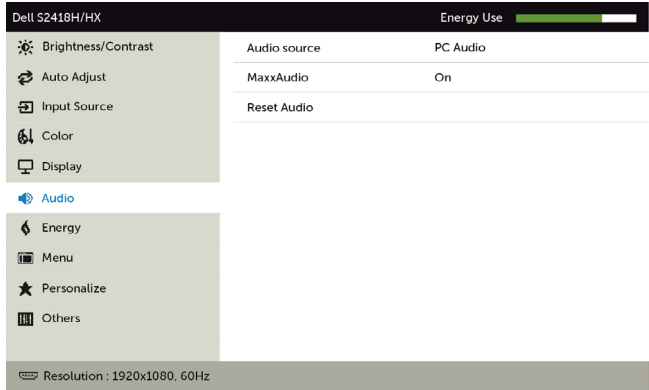 Dell S2418H/HX Energy Use
Brightness/Contrast
Auto Adjust
Input Source
Color
Display
Audio
Energy
Menu
Personalize
Others
Audio source PC Audio
MaxxAudio On
Reset Audio
Resolution : 1920x1080, 60Hz